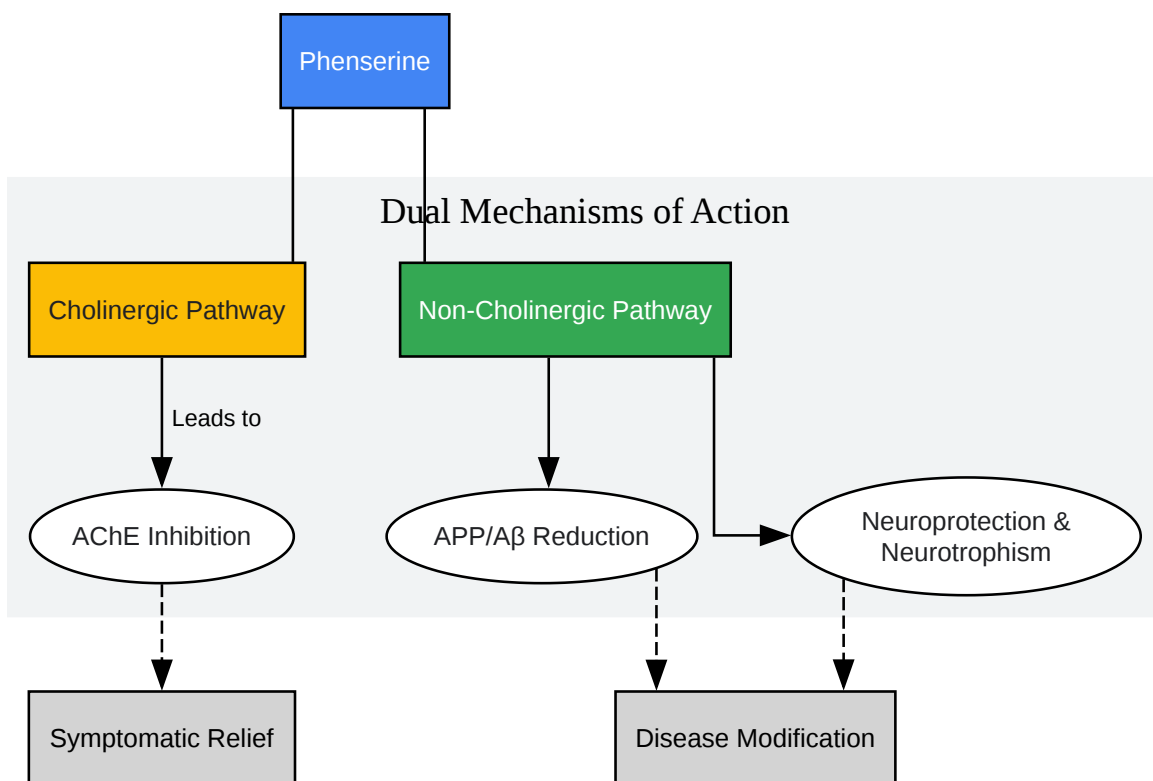 Phenserine
Dual Mechanisms of Action
Cholinergic Pathway
Non-Cholinergic Pathway
Leads to
AChE Inhibition
APP/Aβ Reduction
Neuroprotection &
Neurotrophism
Symptomatic Relief
Disease Modification